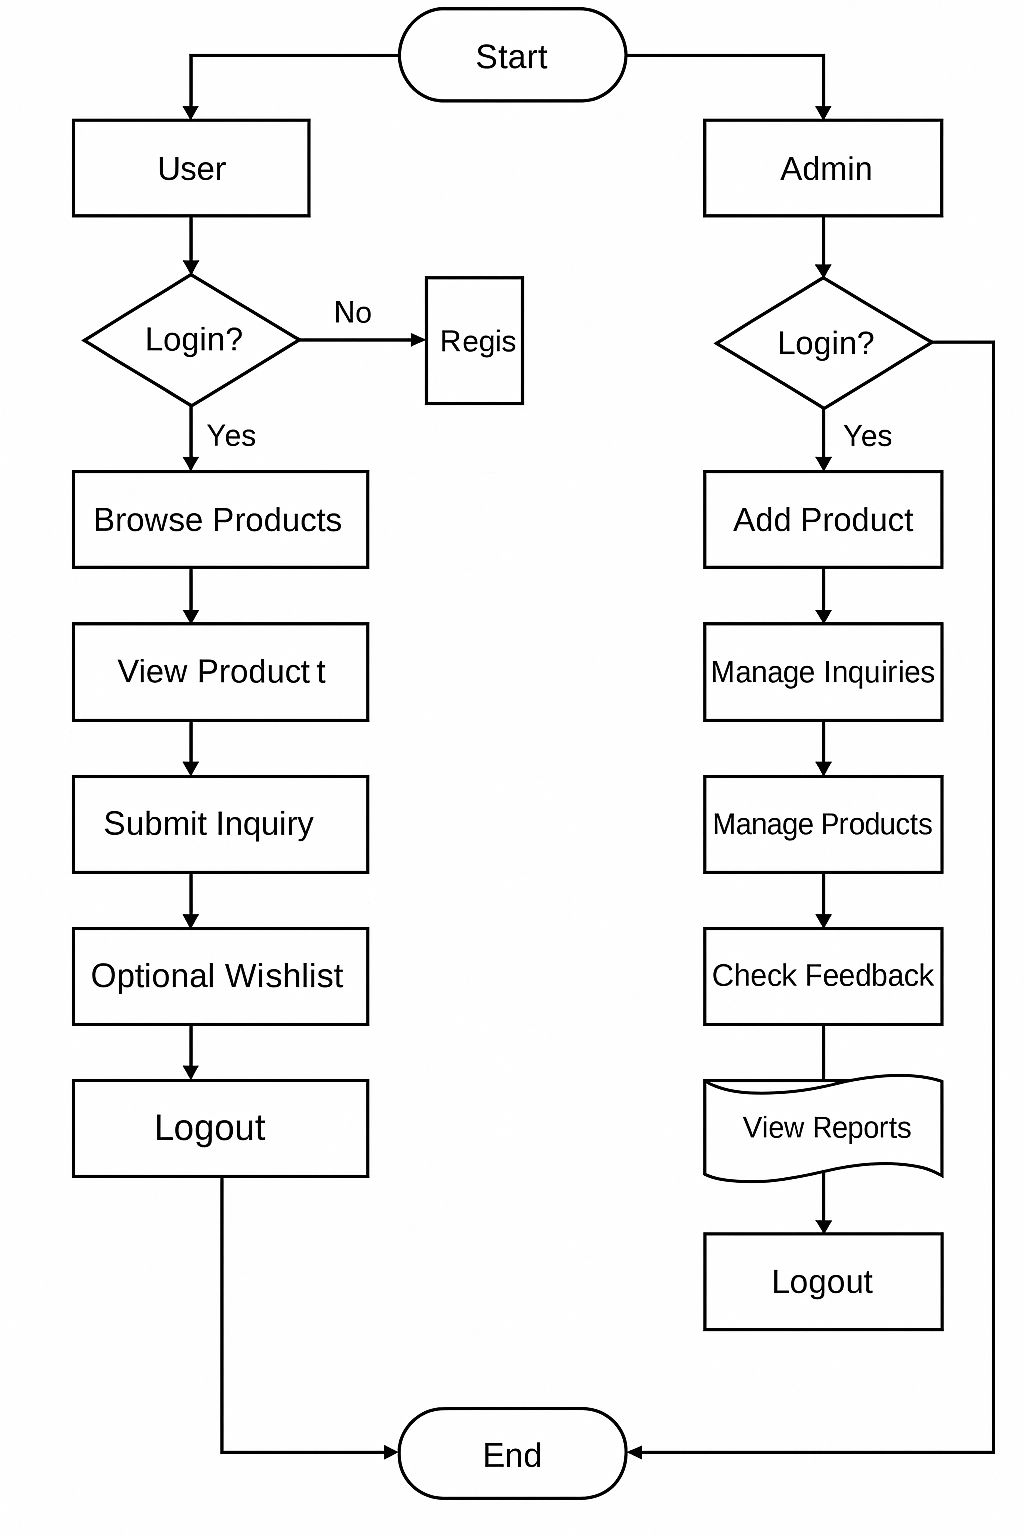 Start
User
Admin
Login?
No
Regis
Login?
Yes
Yes
Browse Products
Add Product
View Product t
Manage Inquiries
Submit Inquiry
Manage Products
Optional Wishlist
Check Feedback
Logout
View Reports
Logout
End